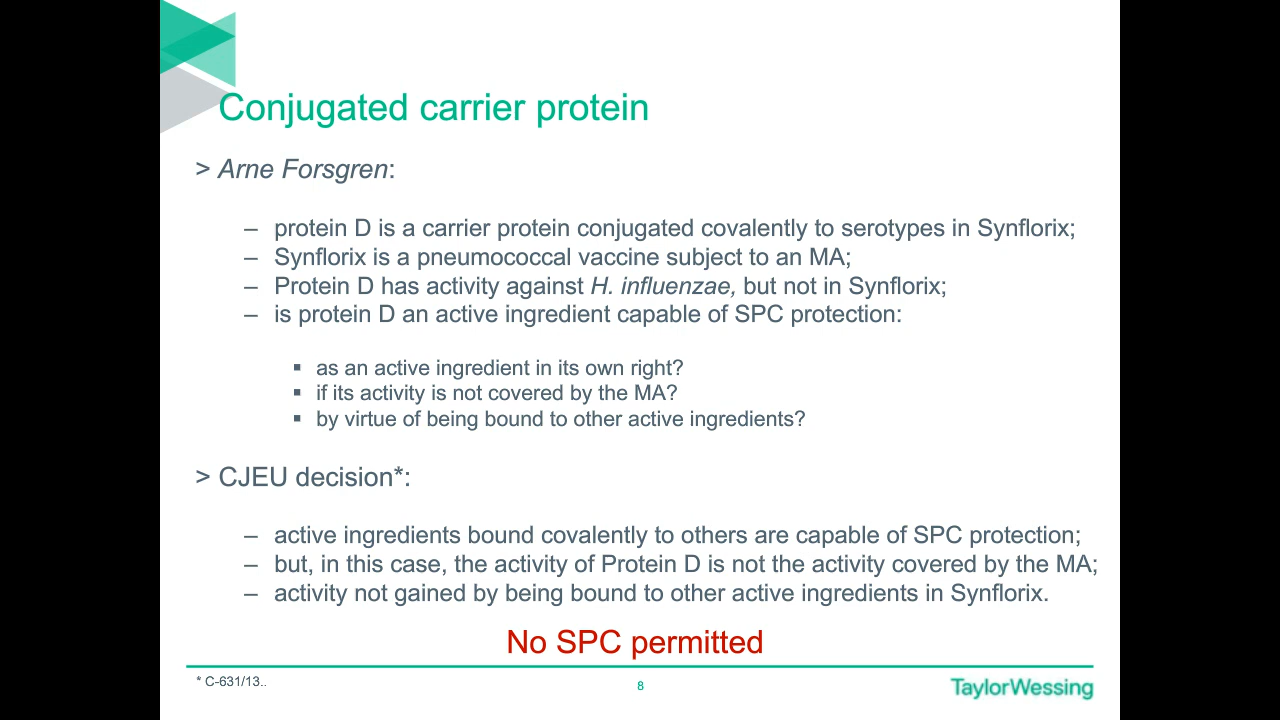 Conjugated carrier protein
> Arne Forsgren:
– protein D is a carrier protein conjugated covalently to serotypes in Synflorix;
– Synflorix is a pneumococcal vaccine subject to an MA;
– Protein D has activity against H. influenzae, but not in Synflorix;
– is protein D an active ingredient capable of SPC protection:
▪ as an active ingredient in its own right?
▪ if its activity is not covered by the MA?
▪ by virtue of being bound to other active ingredients?
> CJEU decision*:
– active ingredients bound covalently to others are capable of SPC protection;
– but, in this case, the activity of Protein D is not the activity covered by the MA;
– activity not gained by being bound to other active ingredients in Synflorix.
No SPC permitted
* C-631/13..
8
TaylorWessing